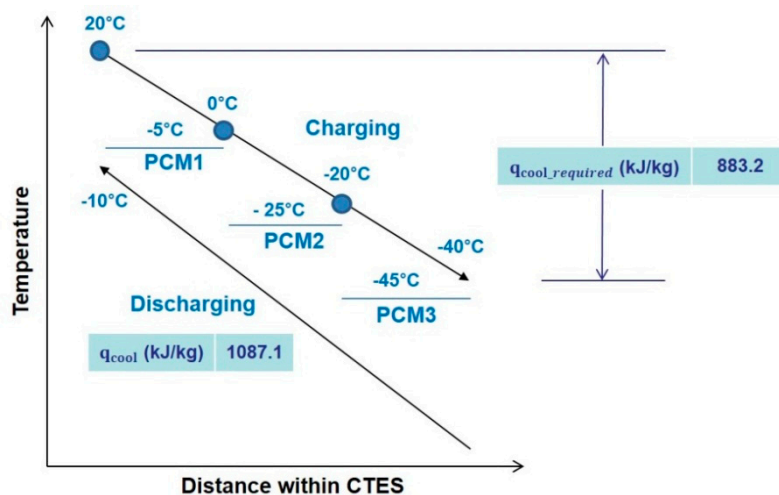 20°C
0°C
-5°C
PCM1
Charging
-20°C
q_cool_required (kJ/kg) 883.2
-10°C
- 25°C
PCM2
-40°C
-45°C
PCM3
Discharging
q_cool (kJ/kg) 1087.1
Temperature
Distance within CTES